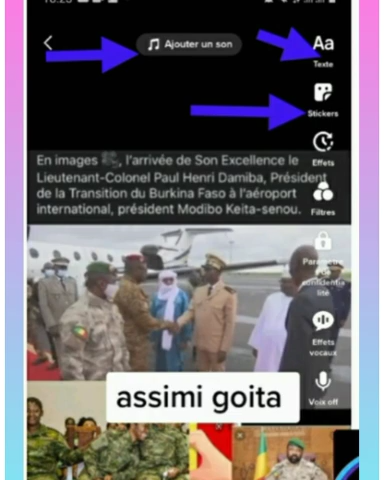 Ajouter un son
Aa
Texte
Stickers
Effets
Filtres
En images
, l'arrivée de Son Excellence le
Lieutenant-Colonel Paul Henri Damiba, Président
de la Transition du Burkina Faso à l'aéroport
international, président Modibo Keita-senou.
confidentia
lité
Effets
vocaux
Voix off
assimi goita